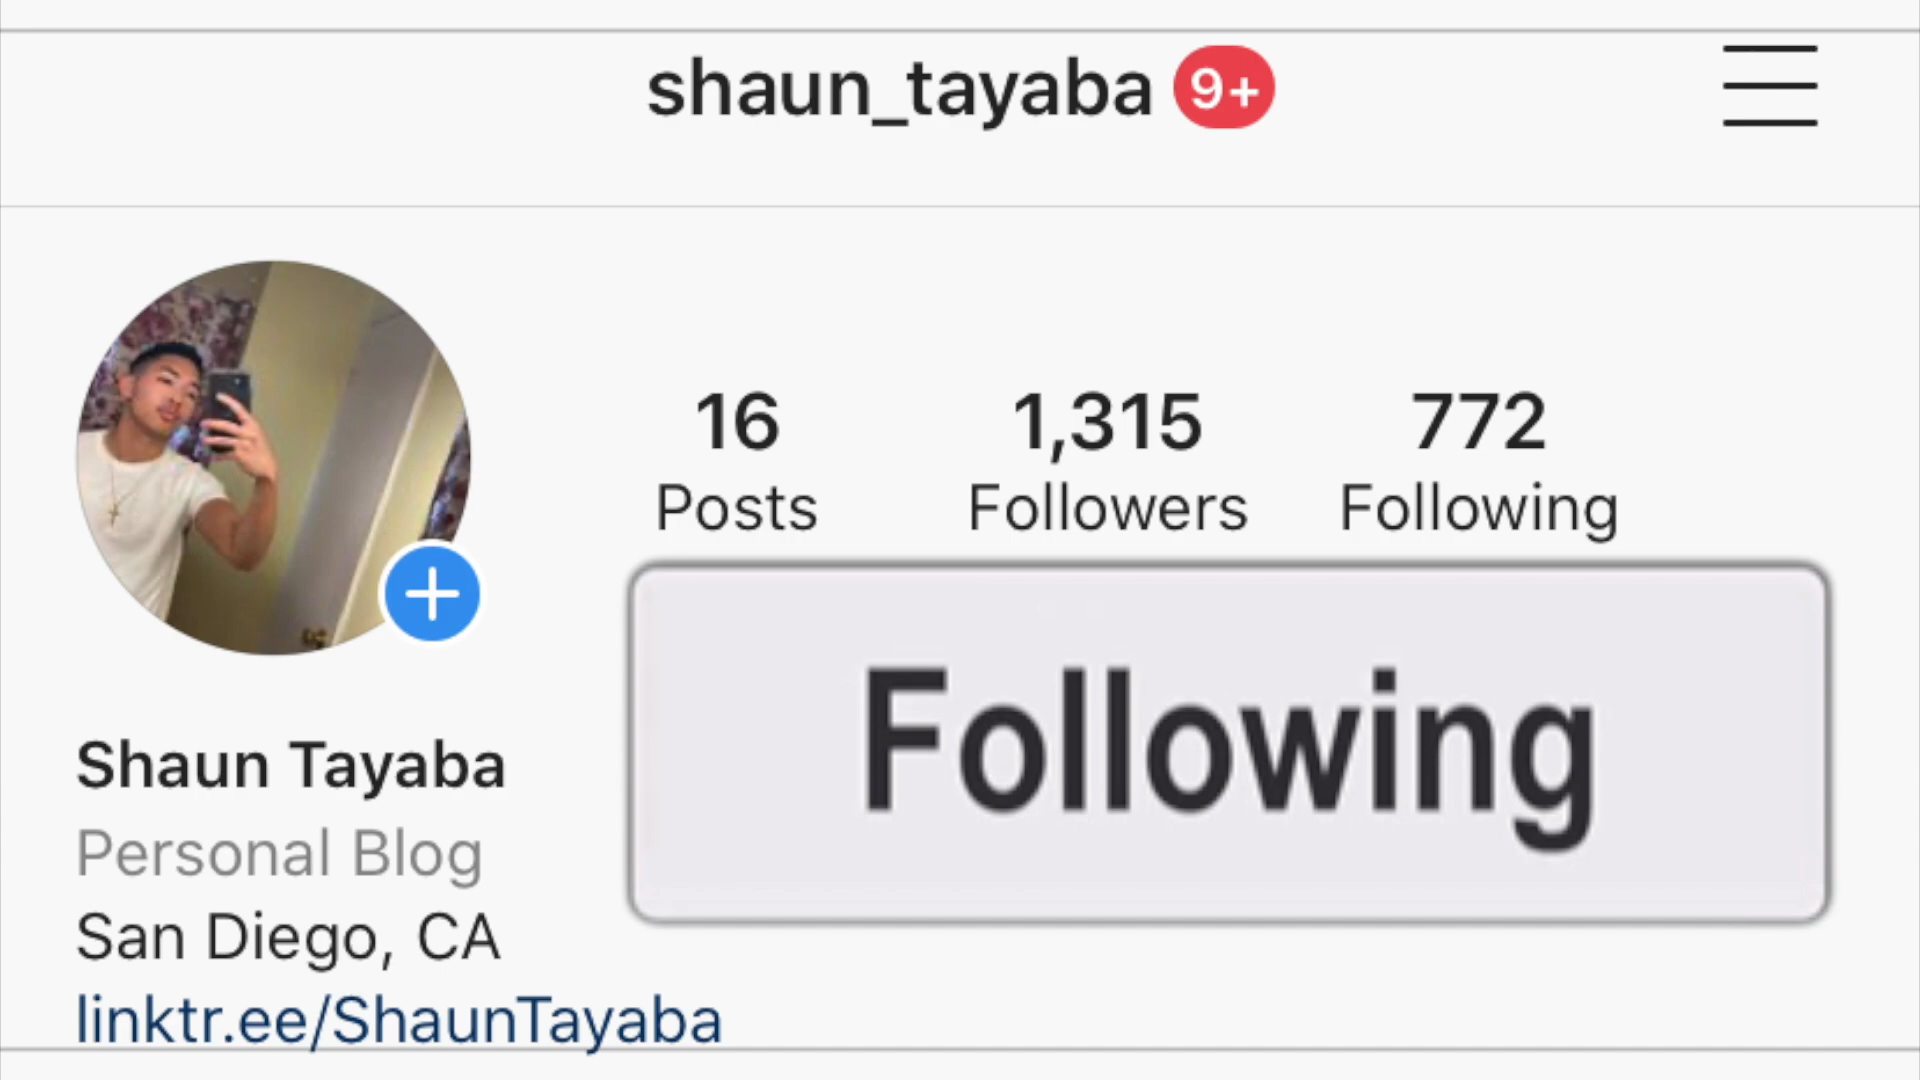 shaun_tayaba 9+
16 1,315 772
Posts Followers Following
Following
Shaun Tayaba
Personal Blog
San Diego, CA
linktr.ee/ShaunTayaba